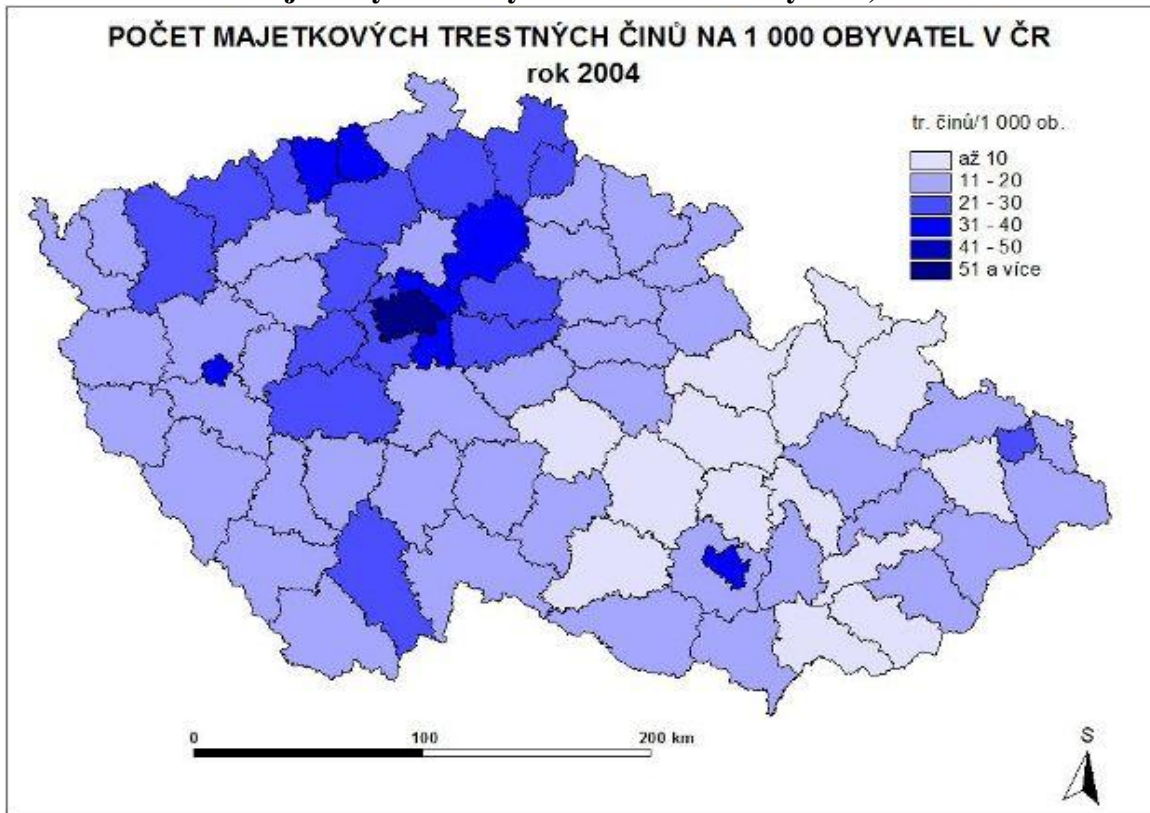 POČET MAJETKOVÝCH TRESTNÝCH ČINŮ NA 1 000 OBYVATEL V ČR
rok 2004
tr. činů/1 000 ob.
až 10
11 - 20
21 - 30
31 - 40
41 - 50
51 a více
0 100 200 km
S